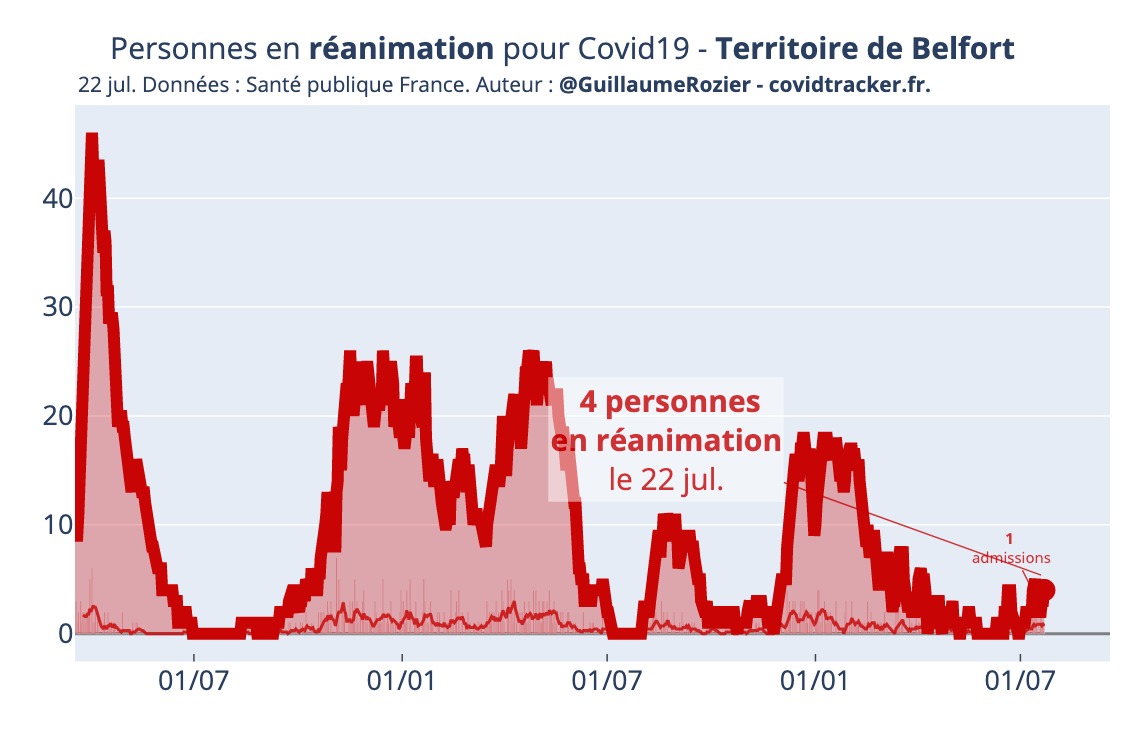 Personnes en réanimation pour Covid19 - Territoire de Belfort
22 jul. Données : Santé publique France. Auteur : @GuillaumeRozier - covidtracker.fr.
40
30
20
10
0
4 personnes
en réanimation
le 22 jul.
1
admissions
01/07
01/01
01/07
01/01
01/07